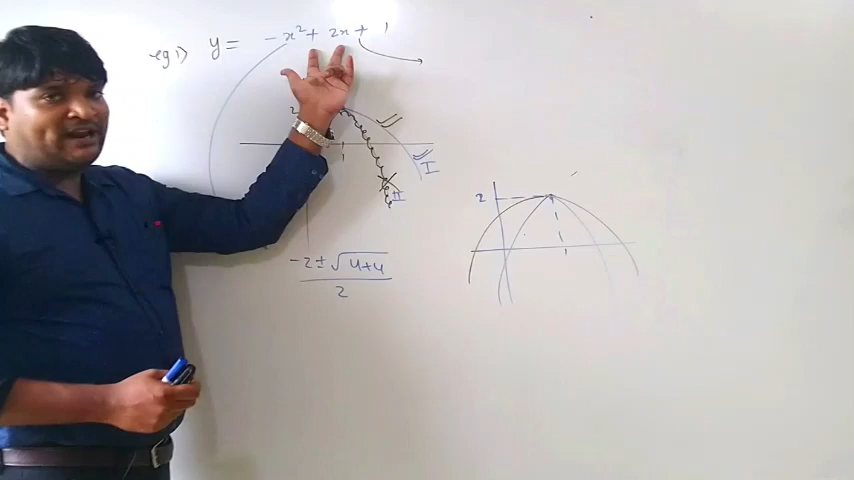 eg1) y = -x² + 2x + 1
2
1
I
II
-2 ± √4+4
2
2
1